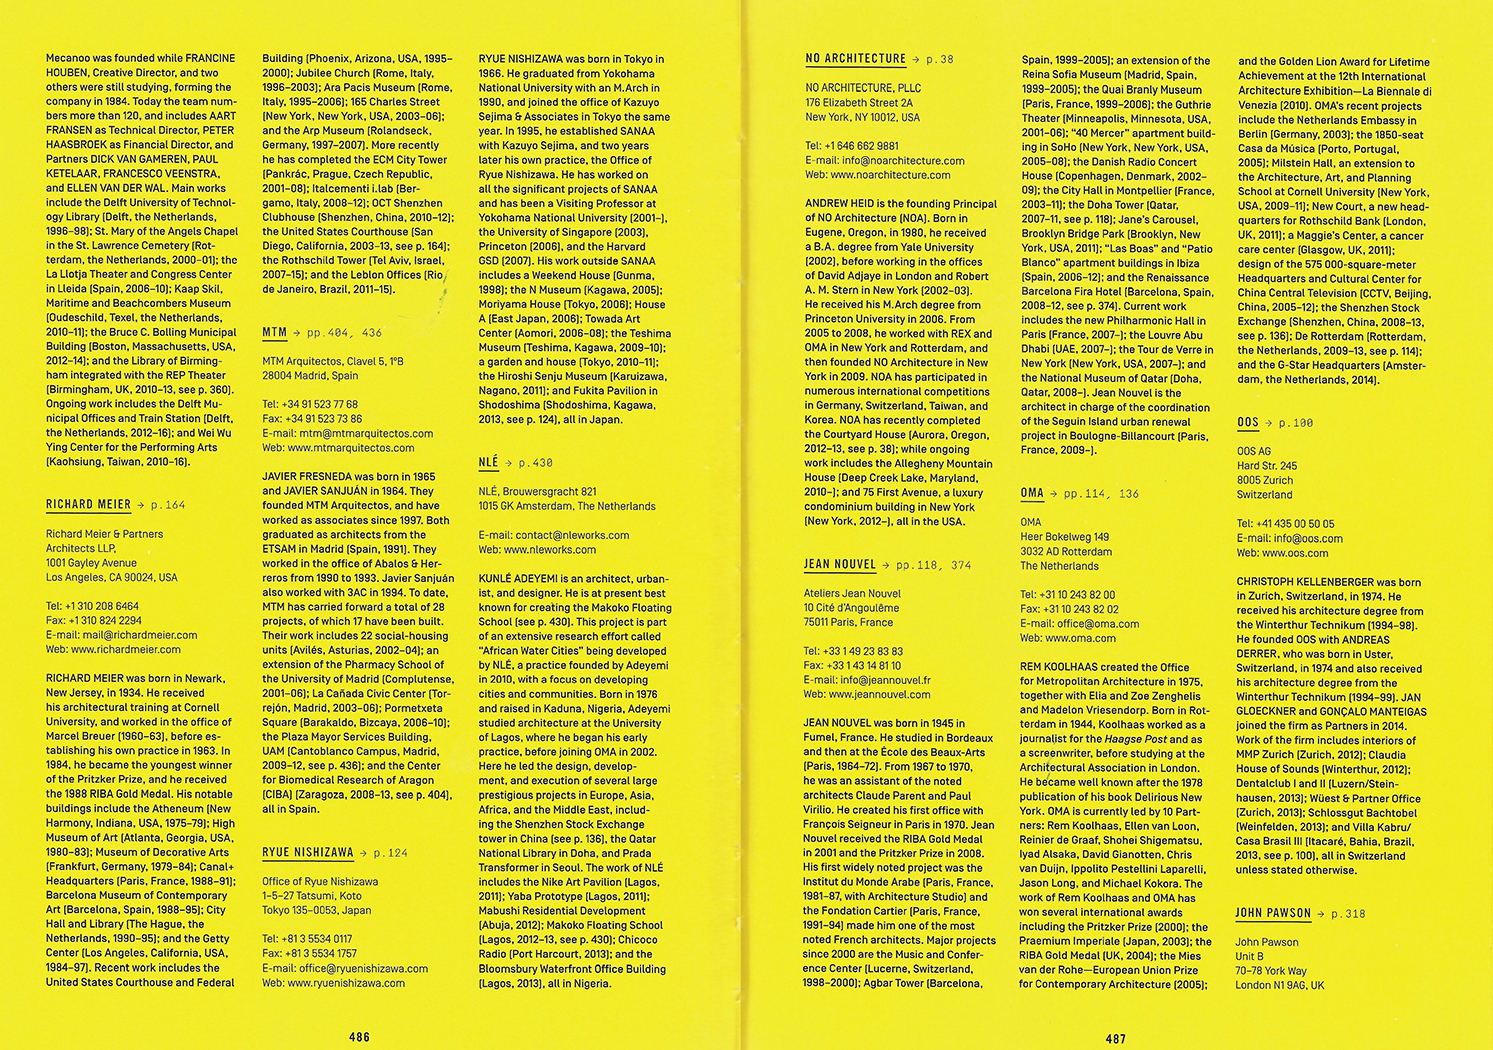 Mecanoo was founded while FRANCINE
HOUBEN, Creative Director, and two
others were still studying, forming the
company in 1984. Today the team num-
bers more than 120, and includes AART
FRANSEN as Technical Director, PETER
HAASBROEK as Financial Director, and
Partners DICK VAN GAMEREN, PAUL
KETELAAR, FRANCESCO VEENSTRA,
and ELLEN VAN DER WAL. Main works
include the Delft University of Technol-
ogy Library (Delft, the Netherlands,
1996–98); St. Mary of the Angels Chapel
in the St. Lawrence Cemetery (Rot-
terdam, the Netherlands, 2000–01); the
La Llotja Theater and Congress Center
in Lleida (Spain, 2006–10); Kaap Skil,
Maritime and Beachcombers Museum
(Oudeschild, Texel, the Netherlands,
2010–11); the Bruce C. Bolling Municipal
Building (Boston, Massachusetts, USA,
2012–14); and the Library of Birming-
ham integrated with the REP Theater
(Birmingham, UK, 2010–13, see p. 360).
Ongoing work includes the Delft Mu-
nicipal Offices and Train Station (Delft,
the Netherlands, 2012–16); and Wei Wu
Ying Center for the Performing Arts
(Kaohsiung, Taiwan, 2010–16).
RICHARD MEIER → p.164
Richard Meier & Partners
Architects LLP,
1001 Gayley Avenue
Los Angeles, CA 90024, USA
Tel: +1 310 208 6464
Fax: +1 310 824 2294
E-mail: mail@richardmeier.com
Web: www.richardmeier.com
RICHARD MEIER was born in Newark,
New Jersey, in 1934. He received
his architectural training at Cornell
University, and worked in the office of
Marcel Breuer (1960–63), before es-
tablishing his own practice in 1963. In
1984, he became the youngest winner
of the Pritzker Prize, and he received
the 1988 RIBA Gold Medal. His notable
buildings include the Atheneum (New
Harmony, Indiana, USA, 1975–79); High
Museum of Art (Atlanta, Georgia, USA,
1980–83); Museum of Decorative Arts
(Frankfurt, Germany, 1979–84); Canal+
Headquarters (Paris, France, 1988–91);
Barcelona Museum of Contemporary
Art (Barcelona, Spain, 1988–95); City
Hall and Library (The Hague, the
Netherlands, 1990–95); and the Getty
Center (Los Angeles, California, USA,
1984–97). Recent work includes the
United States Courthouse and Federal
Building (Phoenix, Arizona, USA, 1995–
2000); Jubilee Church (Rome, Italy,
1996–2003); Ara Pacis Museum (Rome,
Italy, 1995–2006); 165 Charles Street
(New York, New York, USA, 2003–06);
and the Arp Museum (Rolandseck,
Germany, 1997–2007). More recently
he has completed the ECM City Tower
(Pankrác, Prague, Czech Republic,
2001–08); Italcementi i.lab (Ber-
gamo, Italy, 2008–12); OCT Shenzhen
Clubhouse (Shenzhen, China, 2010–12);
the United States Courthouse (San
Diego, California, 2003–13, see p. 164);
the Rothschild Tower (Tel Aviv, Israel,
2007–15); and the Leblon Offices (Rio
de Janeiro, Brazil, 2011–15).
MTM → pp.404, 436
MTM Arquitectos, Clavel 5, 1ºB
28004 Madrid, Spain
Tel: +34 91 523 77 68
Fax: +34 91 523 73 86
E-mail: mtm@mtmarquitectos.com
Web: www.mtmarquitectos.com
JAVIER FRESNEDA was born in 1965
and JAVIER SANJUÁN in 1964. They
founded MTM Arquitectos, and have
worked as associates since 1997. Both
graduated as architects from the
ETSAM in Madrid (Spain, 1991). They
worked in the office of Abalos & Her-
reros from 1990 to 1993. Javier Sanjuán
also worked with 3AC in 1994. To date,
MTM has carried forward a total of 28
projects, of which 17 have been built.
Their work includes 22 social-housing
units (Avilés, Asturias, 2002–04); an
extension of the Pharmacy School of
the University of Madrid (Complutense,
2001–06); La Cañada Civic Center (Tor-
rejón, Madrid, 2003–06); Pormetxeta
Square (Barakaldo, Bizcaya, 2006–10);
the Plaza Mayor Services Building,
UAM (Cantoblanco Campus, Madrid,
2009–12, see p. 436); and the Center
for Biomedical Research of Aragon
(CIBA) (Zaragoza, 2008–13, see p. 404),
all in Spain.
RYUE NISHIZAWA → p.124
Office of Ryue Nishizawa
1–5–27 Tatsumi, Koto
Tokyo 135–0053, Japan
Tel: +81 3 5534 0117
Fax: +81 3 5534 1757
E-mail: office@ryuenishizawa.com
Web: www.ryuenishizawa.com
RYUE NISHIZAWA was born in Tokyo in
1966. He graduated from Yokohama
National University with an M.Arch in
1990, and joined the office of Kazuyo
Sejima & Associates in Tokyo the same
year. In 1995, he established SANAA
with Kazuyo Sejima, and two years
later his own practice, the Office of
Ryue Nishizawa. He has worked on
all the significant projects of SANAA
and has been a Visiting Professor at
Yokohama National University (2001–),
the University of Singapore (2003),
Princeton (2006), and the Harvard
GSD (2007). His work outside SANAA
includes a Weekend House (Gunma,
1998); the N Museum (Kagawa, 2005);
Moriyama House (Tokyo, 2006); House
A (East Japan, 2006); Towada Art
Center (Aomori, 2006–08); the Teshima
Museum (Teshima, Kagawa, 2009–10);
a garden and house (Tokyo, 2010–11);
the Hiroshi Senju Museum (Karuizawa,
Nagano, 2011); and Fukita Pavilion in
Shodoshima (Shodoshima, Kagawa,
2013, see p. 124), all in Japan.
NLÉ → p.430
NLÉ, Brouwersgracht 821
1015 GK Amsterdam, The Netherlands
E-mail: contact@nleworks.com
Web: www.nleworks.com
KUNLÉ ADEYEMI is an architect, urban-
ist, and designer. He is at present best
known for creating the Makoko Floating
School (see p. 430). This project is part
of an extensive research effort called
“African Water Cities” being developed
by NLÉ, a practice founded by Adeyemi
in 2010, with a focus on developing
cities and communities. Born in 1976
and raised in Kaduna, Nigeria, Adeyemi
studied architecture at the University
of Lagos, where he began his early
practice, before joining OMA in 2002.
Here he led the design, develop-
ment, and execution of several large
prestigious projects in Europe, Asia,
Africa, and the Middle East, includ-
ing the Shenzhen Stock Exchange
tower in China (see p. 136), the Qatar
National Library in Doha, and Prada
Transformer in Seoul. The work of NLÉ
includes the Nike Art Pavilion (Lagos,
2011); Yaba Prototype (Lagos, 2011);
Mabushi Residential Development
(Abuja, 2012); Makoko Floating School
(Lagos, 2012–13, see p. 430); Chicoco
Radio (Port Harcourt, 2013); and the
Bloomsbury Waterfront Office Building
(Lagos, 2013), all in Nigeria.
486
NO ARCHITECTURE → p.38
NO ARCHITECTURE, PLLC
176 Elizabeth Street 2A
New York, NY 10012, USA
Tel: +1 646 662 9881
E-mail: info@noarchitecture.com
Web: www.noarchitecture.com
ANDREW HEID is the founding Principal
of NO Architecture (NOA). Born in
Eugene, Oregon, in 1980, he received
a B.A. degree from Yale University
(2002), before working in the offices
of David Adjaye in London and Robert
A. M. Stern in New York (2002–03).
He received his M.Arch degree from
Princeton University in 2006. From
2005 to 2008, he worked with REX and
OMA in New York and Rotterdam, and
then founded NO Architecture in New
York in 2009. NOA has participated in
numerous international competitions
in Germany, Switzerland, Taiwan, and
Korea. NOA has recently completed
the Courtyard House (Aurora, Oregon,
2012–13, see p. 38); while ongoing
work includes the Allegheny Mountain
House (Deep Creek Lake, Maryland,
2010–); and 75 First Avenue, a luxury
condominium building in New York
(New York, 2012–), all in the USA.
JEAN NOUVEL → pp.118, 374
Ateliers Jean Nouvel
10 Cité d'Angoulême
75011 Paris, France
Tel: +33 1 49 23 83 83
Fax: +33 1 43 14 81 10
E-mail: info@jeannouvel.fr
Web: www.jeannouvel.com
JEAN NOUVEL was born in 1945 in
Fumel, France. He studied in Bordeaux
and then at the École des Beaux-Arts
(Paris, 1964–72). From 1967 to 1970,
he was an assistant of the noted
architects Claude Parent and Paul
Virilio. He created his first office with
François Seigneur in Paris in 1970. Jean
Nouvel received the RIBA Gold Medal
in 2001 and the Pritzker Prize in 2008.
His first widely noted project was the
Institut du Monde Arabe (Paris, France,
1981–87, with Architecture Studio) and
the Fondation Cartier (Paris, France,
1991–94) made him one of the most
noted French architects. Major projects
since 2000 are the Music and Confer-
ence Center (Lucerne, Switzerland,
1998–2000); Agbar Tower (Barcelona,
Spain, 1999–2005); an extension of the
Reina Sofia Museum (Madrid, Spain,
1999–2005); the Quai Branly Museum
(Paris, France, 1999–2006); the Guthrie
Theater (Minneapolis, Minnesota, USA,
2001–06); “40 Mercer” apartment build-
ing in SoHo (New York, New York, USA,
2005–08); the Danish Radio Concert
House (Copenhagen, Denmark, 2002–
09); the City Hall in Montpellier (France,
2003–11); the Doha Tower (Qatar,
2007–11, see p. 118); Jane's Carousel,
Brooklyn Bridge Park (Brooklyn, New
York, USA, 2011); “Las Boas” and “Patio
Blanco” apartment buildings in Ibiza
(Spain, 2006–12); and the Renaissance
Barcelona Fira Hotel (Barcelona, Spain,
2008–12, see p. 374). Current work
includes the new Philharmonic Hall in
Paris (France, 2007–); the Louvre Abu
Dhabi (UAE, 2007–); the Tour de Verre in
New York (New York, USA, 2007–); and
the National Museum of Qatar (Doha,
Qatar, 2008–). Jean Nouvel is the
architect in charge of the coordination
of the Seguin Island urban renewal
project in Boulogne-Billancourt (Paris,
France, 2009–).
OMA → pp.114, 136
OMA
Heer Bokelweg 149
3032 AD Rotterdam
The Netherlands
Tel: +31 10 243 82 00
Fax: +31 10 243 82 02
E-mail: office@oma.com
Web: www.oma.com
REM KOOLHAAS created the Office
for Metropolitan Architecture in 1975,
together with Elia and Zoe Zenghelis
and Madelon Vriesendorp. Born in Rot-
terdam in 1944, Koolhaas worked as a
journalist for the Haagse Post and as
a screenwriter, before studying at the
Architectural Association in London.
He became well known after the 1978
publication of his book Delirious New
York. OMA is currently led by 10 Part-
ners: Rem Koolhaas, Ellen van Loon,
Reinier de Graaf, Shohei Shigematsu,
Iyad Alsaka, David Gianotten, Chris
van Duijn, Ippolito Pestellini Laparelli,
Jason Long, and Michael Kokora. The
work of Rem Koolhaas and OMA has
won several international awards
including the Pritzker Prize (2000); the
Praemium Imperiale (Japan, 2003); the
RIBA Gold Medal (UK, 2004); the Mies
van der Rohe—European Union Prize
for Contemporary Architecture (2005);
and the Golden Lion Award for Lifetime
Achievement at the 12th International
Architecture Exhibition—La Biennale di
Venezia (2010). OMA's recent projects
include the Netherlands Embassy in
Berlin (Germany, 2003); the 1850-seat
Casa da Música (Porto, Portugal,
2005); Milstein Hall, an extension to
the Architecture, Art, and Planning
School at Cornell University (New York,
USA, 2009–11); New Court, a new head-
quarters for Rothschild Bank (London,
UK, 2011); a Maggie's Center, a cancer
care center (Glasgow, UK, 2011);
design of the 575 000-square-meter
Headquarters and Cultural Center for
China Central Television (CCTV, Beijing,
China, 2005–12); the Shenzhen Stock
Exchange (Shenzhen, China, 2008–13,
see p. 136); De Rotterdam (Rotterdam,
the Netherlands, 2009–13, see p. 114);
and the G-Star Headquarters (Amster-
dam, the Netherlands, 2014).
OOS → p.100
OOS AG
Hard Str. 245
8005 Zurich
Switzerland
Tel: +41 435 00 50 05
E-mail: info@oos.com
Web: www.oos.com
CHRISTOPH KELLENBERGER was born
in Zurich, Switzerland, in 1974. He
received his architecture degree from
the Winterthur Technikum (1994–98).
He founded OOS with ANDREAS
DERRER, who was born in Uster,
Switzerland, in 1974 and also received
his architecture degree from the
Winterthur Technikum (1994–99). JAN
GLOECKNER and GONÇALO MANTEIGAS
joined the firm as Partners in 2014.
Work of the firm includes interiors of
MMP Zurich (Zurich, 2012); Claudia
House of Sounds (Winterthur, 2012);
Dentalclub I and II (Luzern/Stein-
hausen, 2013); Wüest & Partner Office
(Zurich, 2013); Schlossgut Bachtobel
(Weinfelden, 2013); and Villa Kabru/
Casa Brasil III (Itacaré, Bahia, Brazil,
2013, see p. 100), all in Switzerland
unless stated otherwise.
JOHN PAWSON → p.318
John Pawson
Unit B
70–78 York Way
London N1 9AG, UK
487